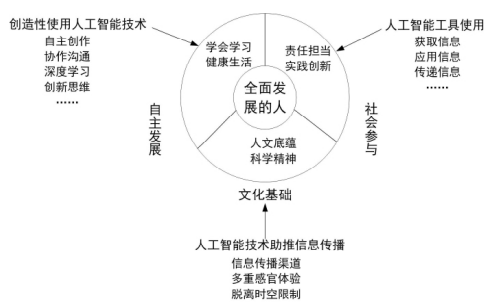 创造性使用人工智能技术
自主创作
协作沟通
深度学习
创新思维
……
人工智能工具使用
获取信息
应用信息
传递信息
……
学会学习
健康生活
责任担当
实践创新
全面发
展的人
人文底蕴
科学精神
自主发展
社会参与
文化基础
人工智能技术助推信息传播
信息传播渠道
多重感官体验
脱离时空限制